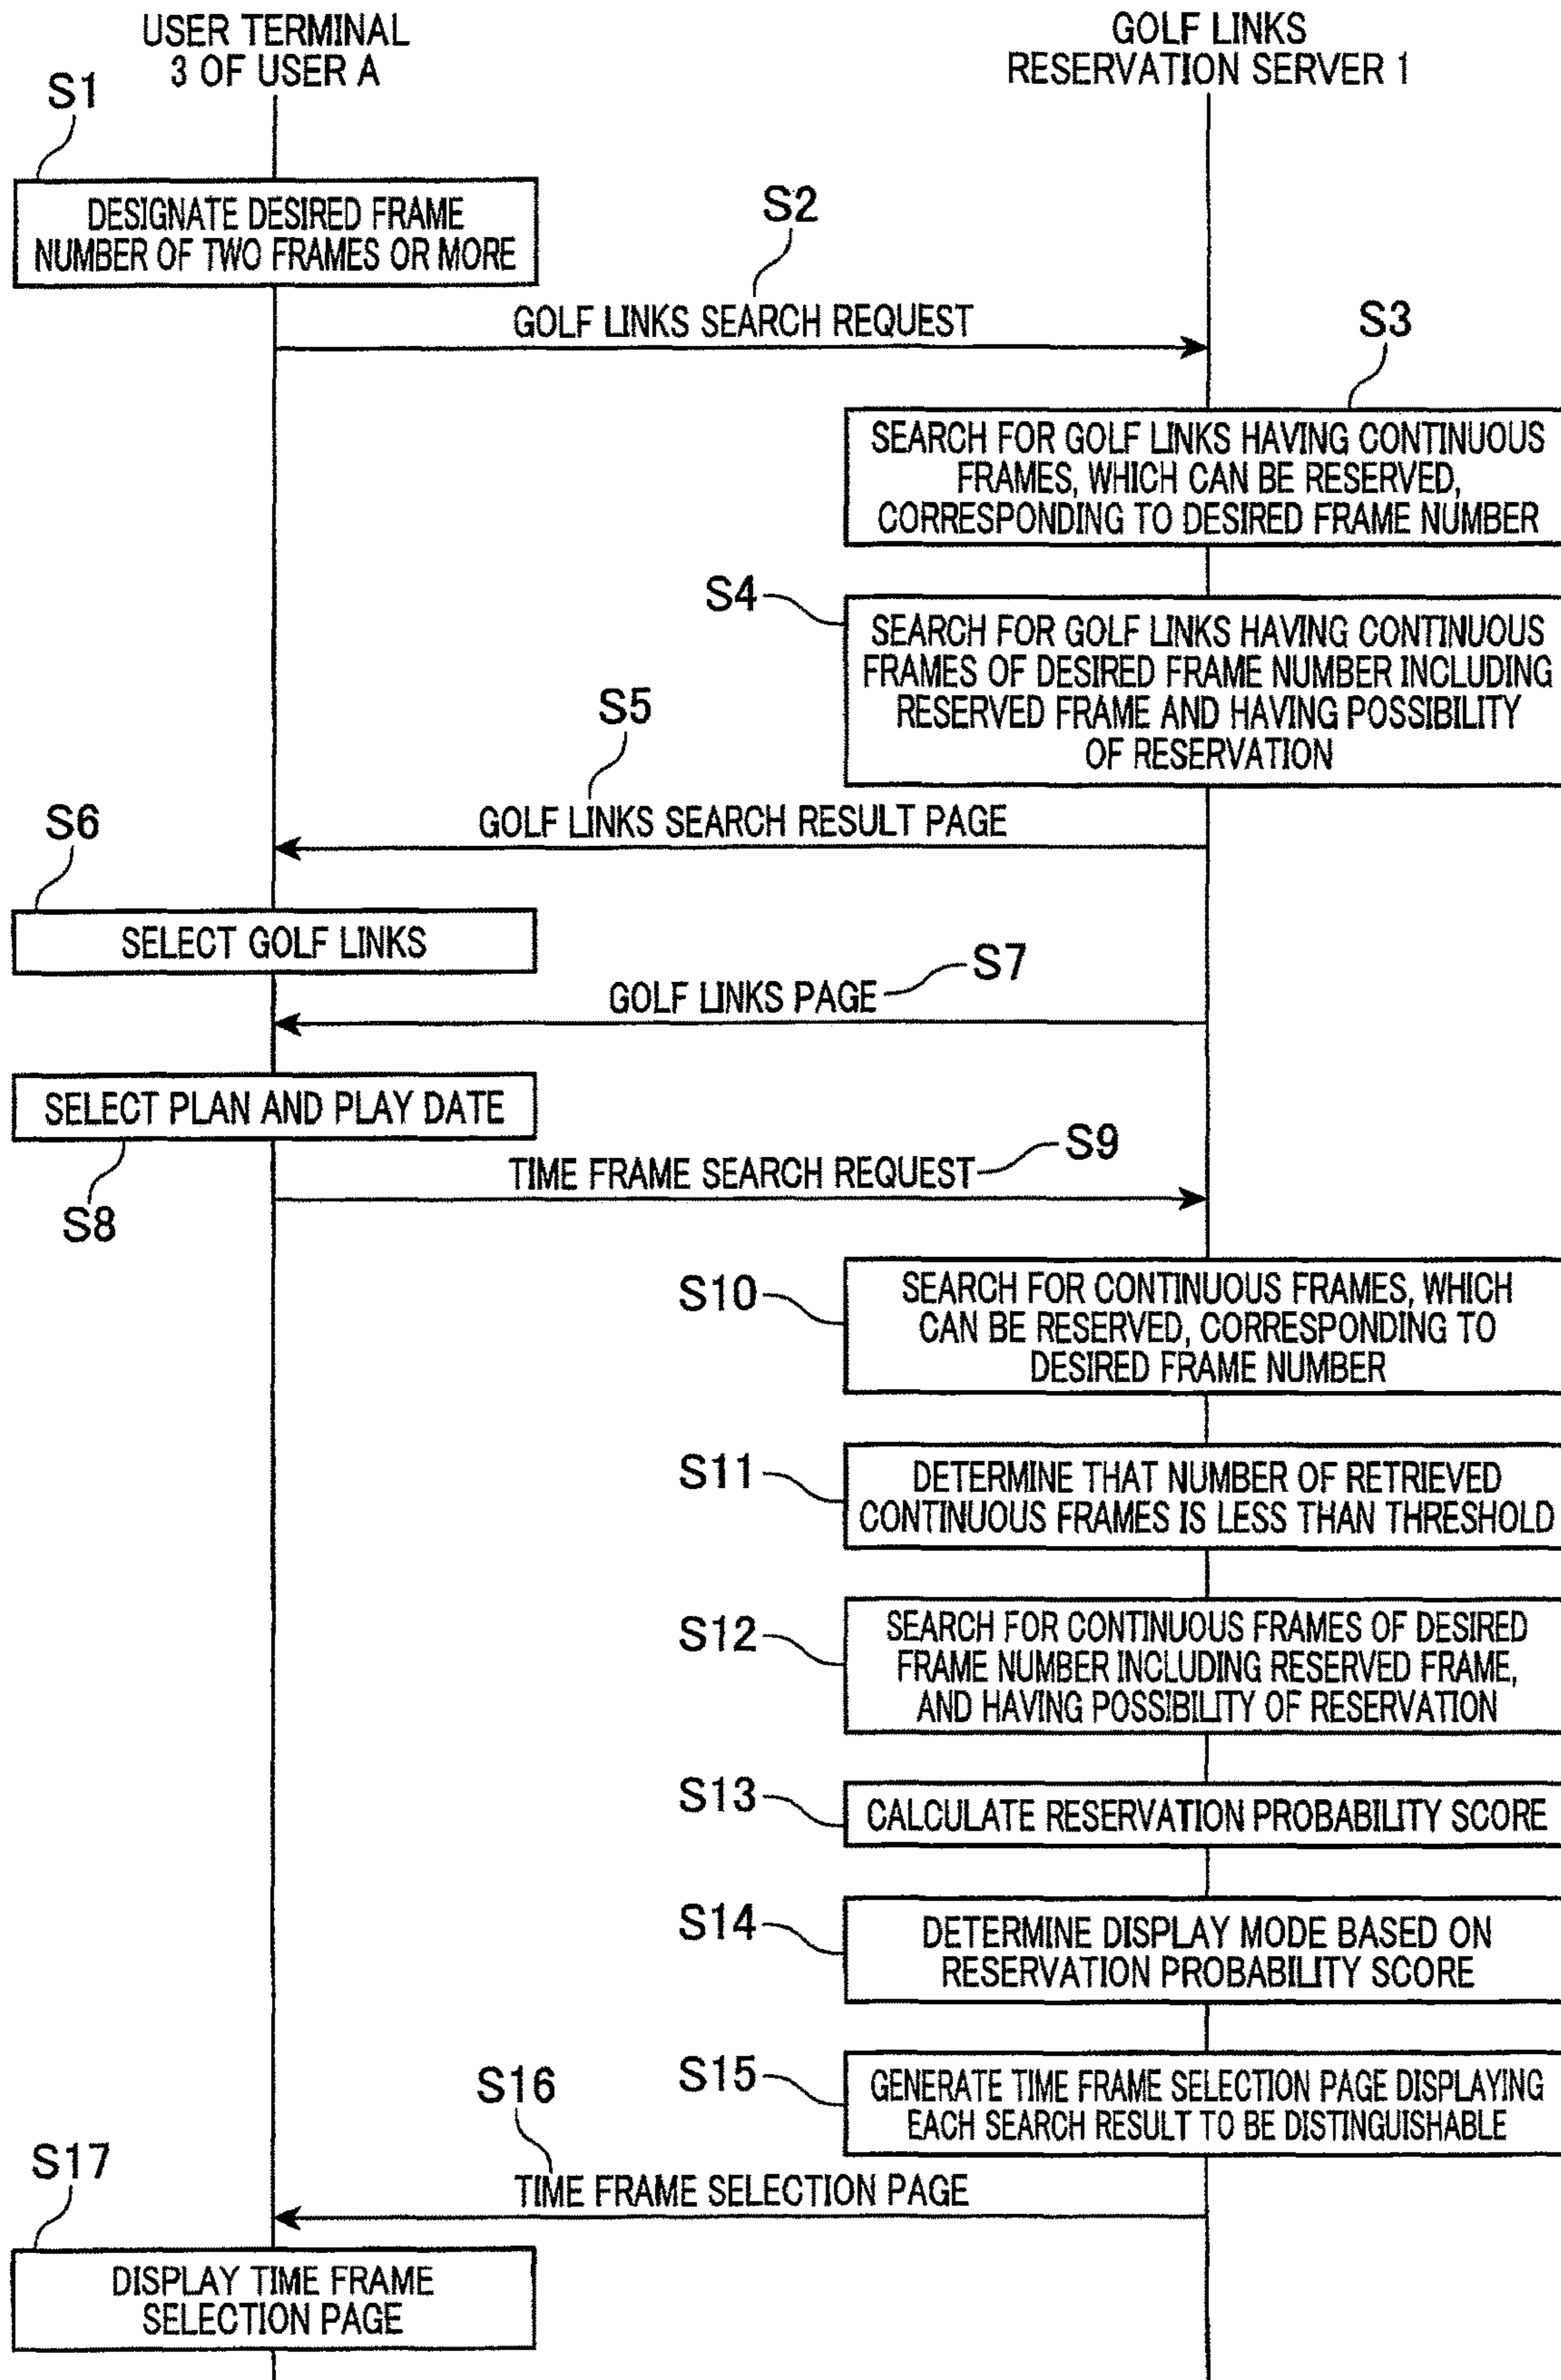 USER TERMINAL
3 OF USER A
GOLF LINKS
RESERVATION SERVER 1
S1
DESIGNATE DESIRED FRAME
NUMBER OF TWO FRAMES OR MORE
S2
GOLF LINKS SEARCH REQUEST
S3
SEARCH FOR GOLF LINKS HAVING CONTINUOUS
FRAMES, WHICH CAN BE RESERVED,
CORRESPONDING TO DESIRED FRAME NUMBER
S4
SEARCH FOR GOLF LINKS HAVING CONTINUOUS
FRAMES OF DESIRED FRAME NUMBER INCLUDING
RESERVED FRAME AND HAVING POSSIBILITY
OF RESERVATION
S5
GOLF LINKS SEARCH RESULT PAGE
S6
SELECT GOLF LINKS
S7
GOLF LINKS PAGE
SELECT PLAN AND PLAY DATE
S8
S9
TIME FRAME SEARCH REQUEST
S10
SEARCH FOR CONTINUOUS FRAMES, WHICH
CAN BE RESERVED, CORRESPONDING TO
DESIRED FRAME NUMBER
S11
DETERMINE THAT NUMBER OF RETRIEVED
CONTINUOUS FRAMES IS LESS THAN THRESHOLD
S12
SEARCH FOR CONTINUOUS FRAMES OF DESIRED
FRAME NUMBER INCLUDING RESERVED FRAME,
AND HAVING POSSIBILITY OF RESERVATION
S13
CALCULATE RESERVATION PROBABILITY SCORE
S14
DETERMINE DISPLAY MODE BASED ON
RESERVATION PROBABILITY SCORE
S15
GENERATE TIME FRAME SELECTION PAGE DISPLAYING
EACH SEARCH RESULT TO BE DISTINGUISHABLE
S16
TIME FRAME SELECTION PAGE
S17
DISPLAY TIME FRAME
SELECTION PAGE